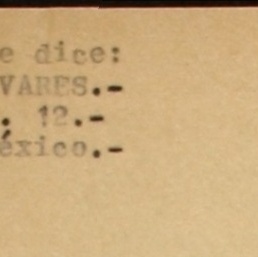 e dice:
VARES.-
. 12.-
éxico.-